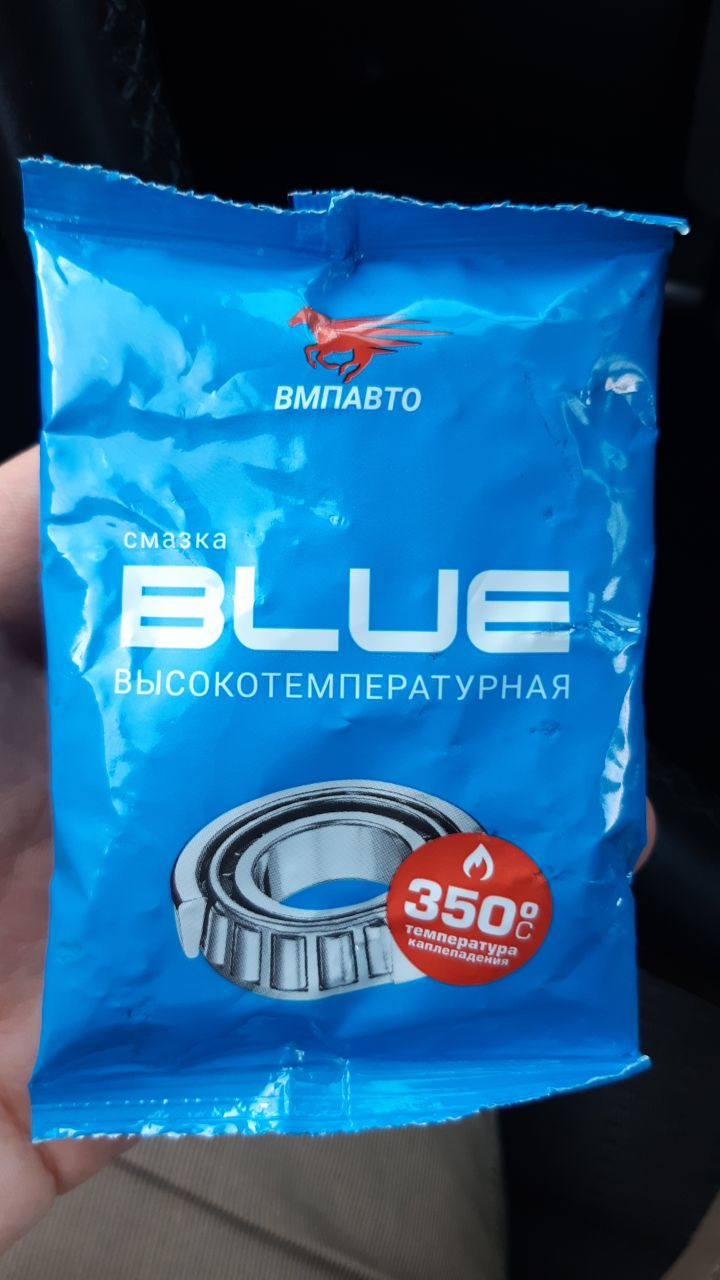 ВМПАВТО
смазка
BLUE
ВЫСОКОТЕМПЕРАТУРНАЯ
350°C
температура
каплепадения